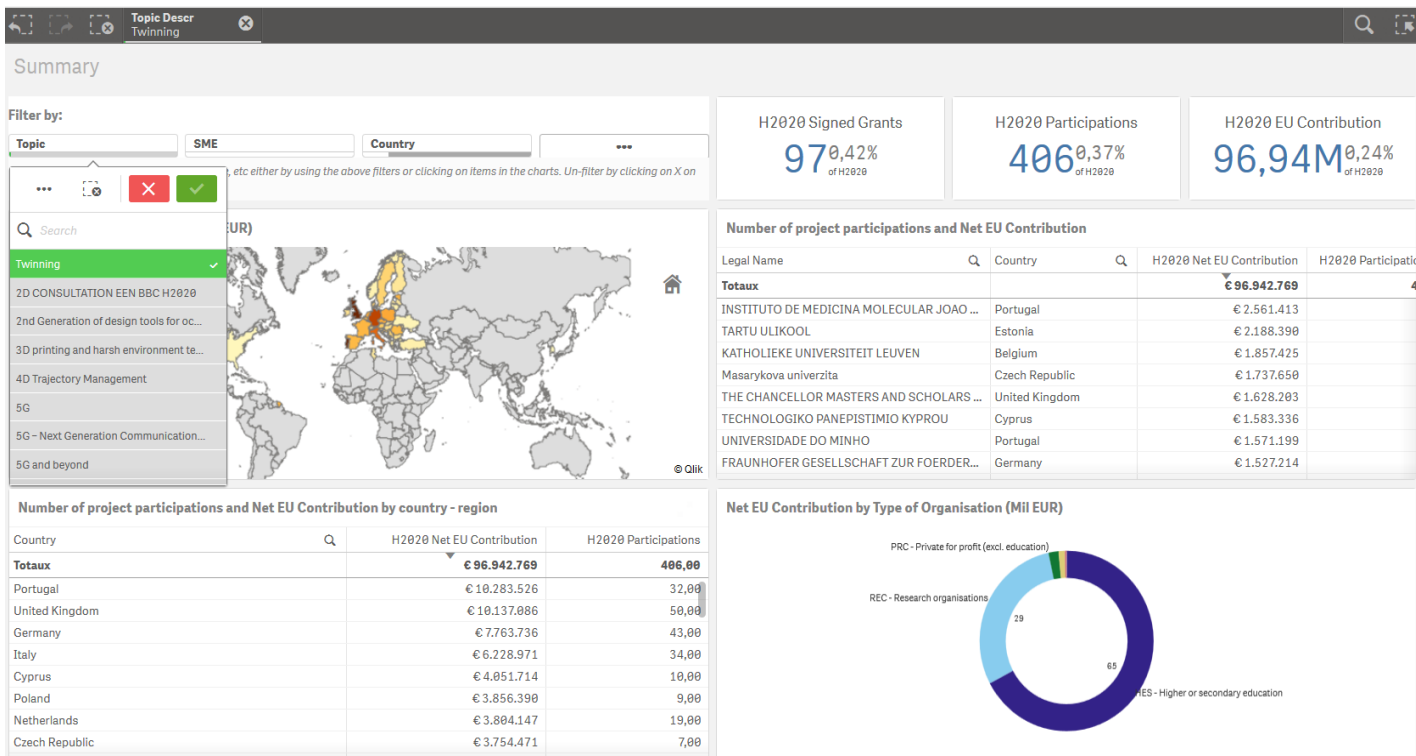 Topic Descr
Twinning
Summary
Filter by:
Topic
SME
Country
•••
, etc either by using the above filters or clicking on items in the charts. Un-filter by clicking on X on
•••
Search
Twinning
2D CONSULTATION EEN BBC H2020
2nd Generation of design tools for oc...
3D printing and harsh environment te...
4D Trajectory Management
5G
5G – Next Generation Communication...
5G and beyond
EUR)
© Qlik
H2020 Signed Grants
97 0,42%
of H2020
H2020 Participations
406 0,37%
of H2020
H2020 EU Contribution
96,94M 0,24%
of H2020
Number of project participations and Net EU Contribution
Legal Name Country H2020 Net EU Contribution H2020 Participatio
Totaux € 96.942.769 4
INSTITUTO DE MEDICINA MOLECULAR JOAO ... Portugal € 2.561.413
TARTU ULIKOOL Estonia € 2.188.390
KATHOLIEKE UNIVERSITEIT LEUVEN Belgium € 1.857.425
Masarykova univerzita Czech Republic € 1.737.650
THE CHANCELLOR MASTERS AND SCHOLARS ... United Kingdom € 1.628.203
TECHNOLOGIKO PANEPISTIMIO KYPROU Cyprus € 1.583.336
UNIVERSIDADE DO MINHO Portugal € 1.571.199
FRAUNHOFER GESELLSCHAFT ZUR FOERDER... Germany € 1.527.214
Number of project participations and Net EU Contribution by country - region
Country H2020 Net EU Contribution H2020 Participations
Totaux € 96.942.769 406,00
Portugal € 10.283.526 32,00
United Kingdom € 10.137.086 50,00
Germany € 7.763.736 43,00
Italy € 6.228.971 34,00
Cyprus € 4.051.714 10,00
Poland € 3.856.390 9,00
Netherlands € 3.804.147 19,00
Czech Republic € 3.754.471 7,00
Net EU Contribution by Type of Organisation (Mil EUR)
PRC - Private for profit (excl. education)
REC - Research organisations
29
65
HES - Higher or secondary education